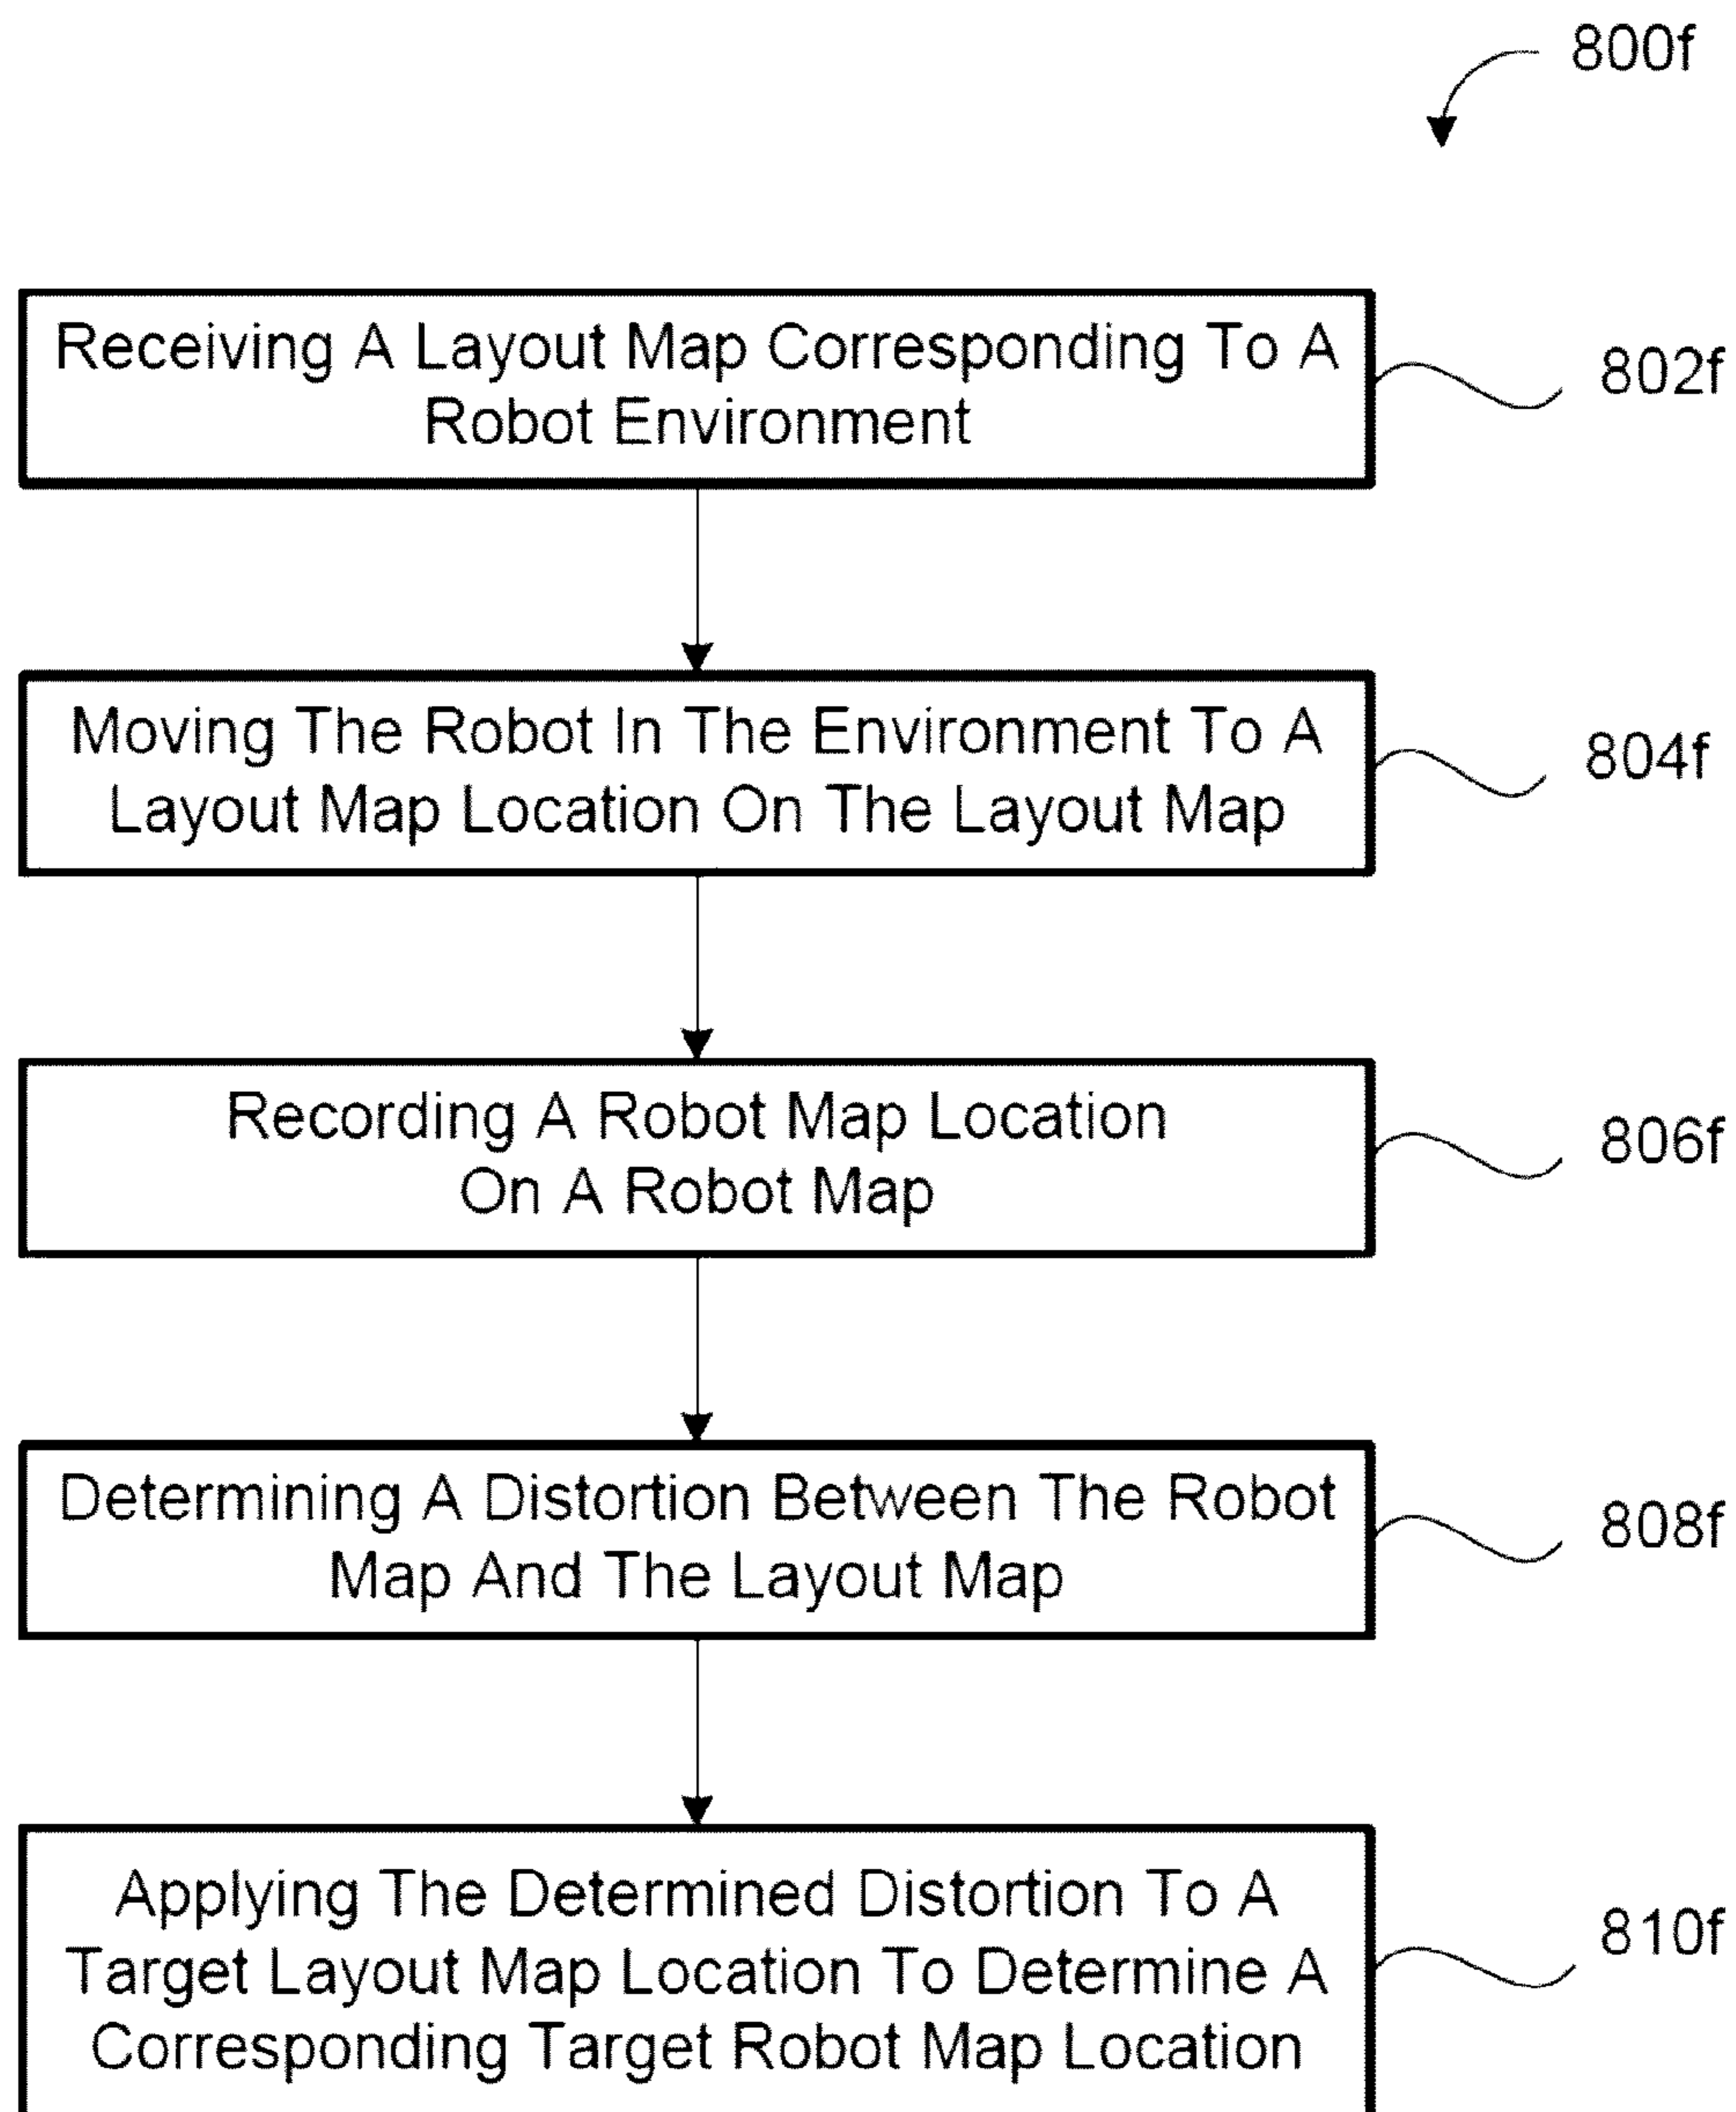 800f
Receiving A Layout Map Corresponding To A
Robot Environment
802f
Moving The Robot In The Environment To A
Layout Map Location On The Layout Map
804f
Recording A Robot Map Location
On A Robot Map
806f
Determining A Distortion Between The Robot
Map And The Layout Map
808f
Applying The Determined Distortion To A
Target Layout Map Location To Determine A
Corresponding Target Robot Map Location
810f